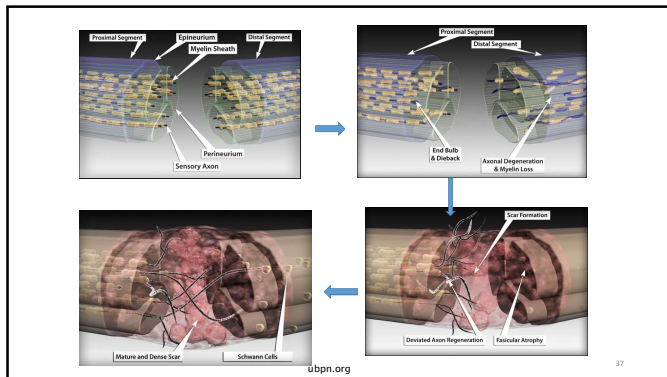 Proximal Segment
Epineurium
Distal Segment
Myelin Sheath
Perineurium
Sensory Axon
Proximal Segment
Distal Segment
End Bulb
& Dieback
Axonal Degeneration
& Myelin Loss
Scar Formation
Deviated Axon Regeneration
Fasicular Atrophy
Mature and Dense Scar
Schwann Cells
ubpn.org
37